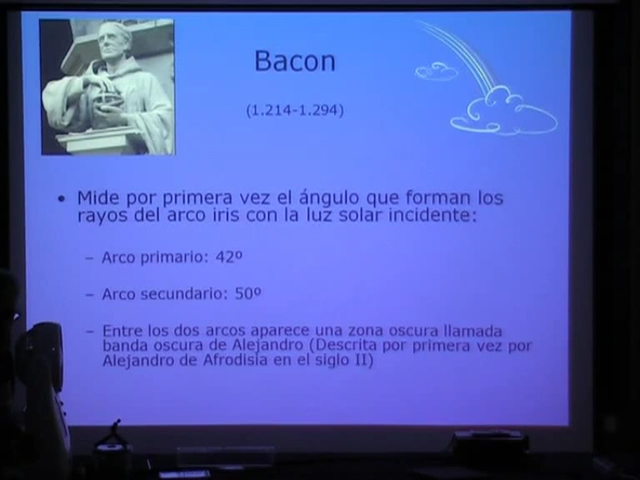 Bacon
(1.214-1.294)
• Mide por primera vez el ángulo que forman los
rayos del arco iris con la luz solar incidente:
– Arco primario: 42º
– Arco secundario: 50º
– Entre los dos arcos aparece una zona oscura llamada
banda oscura de Alejandro (Descrita por primera vez por
Alejandro de Afrodisia en el siglo II)